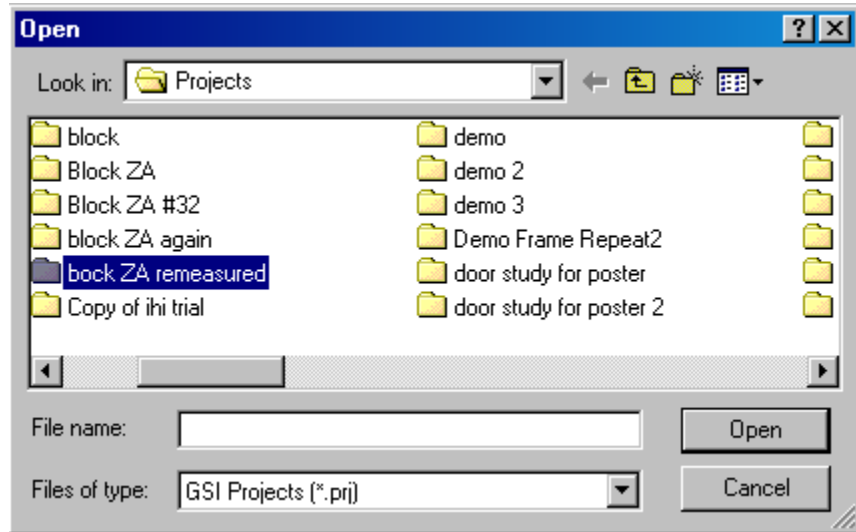 Open
Look in: Projects
block
Block ZA
Block ZA #32
block ZA again
bock ZA remeasured
Copy of ihi trial
demo
demo 2
demo 3
Demo Frame Repeat2
door study for poster
door study for poster 2
File name:
Open
Files of type: GSI Projects (*.prj)
Cancel